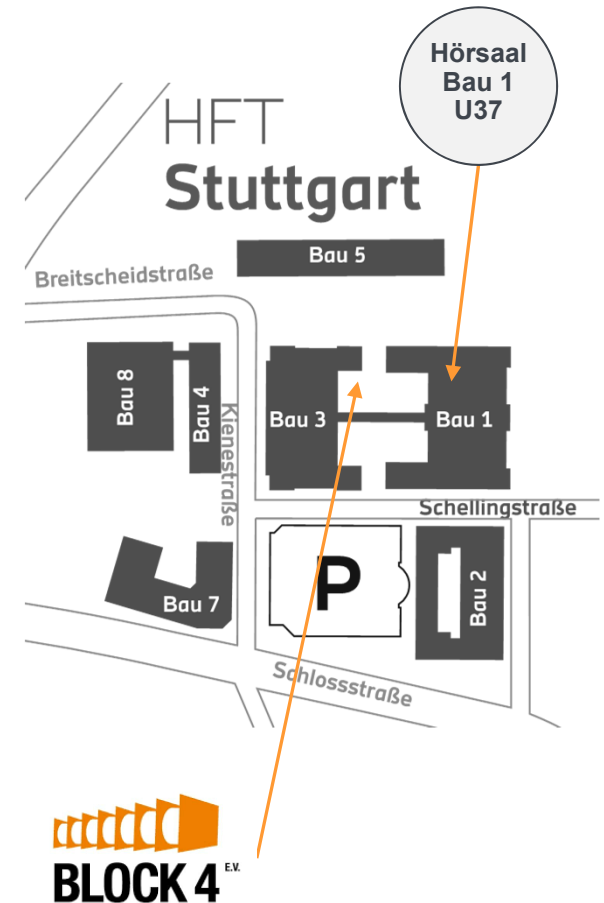 Hörsaal
Bau 1
U37
HFT
Stuttgart
Bau 5
Breitscheidstraße
Bau 8
Bau 4
Kienestraße
Bau 3
Bau 1
Schellingstraße
P
Bau 2
Bau 7
Schlossstraße
BLOCK 4 E.V.